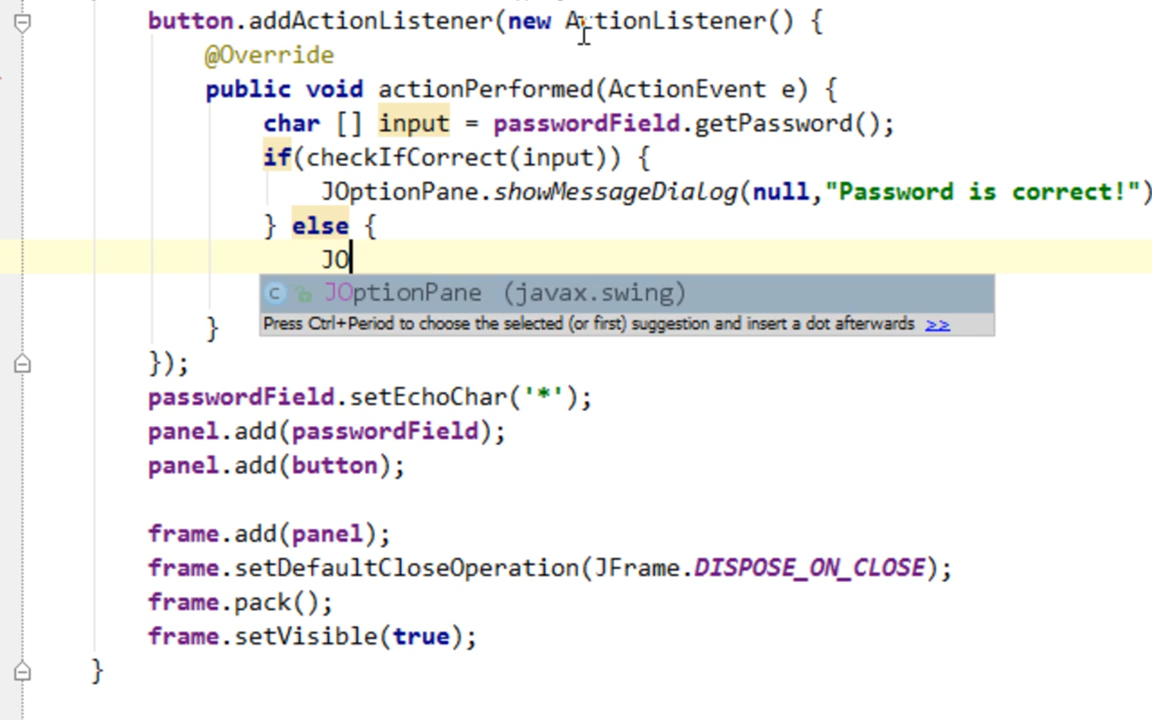 button.addActionListener(new ActionListener() {
@Override
public void actionPerformed(ActionEvent e) {
char [] input = passwordField.getPassword();
if(checkIfCorrect(input)) {
JOptionPane.showMessageDialog(null,"Password is correct!")
} else {
JO
JOptionPane (javax.swing)
Press Ctrl+Period to choose the selected (or first) suggestion and insert a dot afterwards >>
}
});
passwordField.setEchoChar('*');
panel.add(passwordField);
panel.add(button);
frame.add(panel);
frame.setDefaultCloseOperation(JFrame.DISPOSE_ON_CLOSE);
frame.pack();
frame.setVisible(true);
}